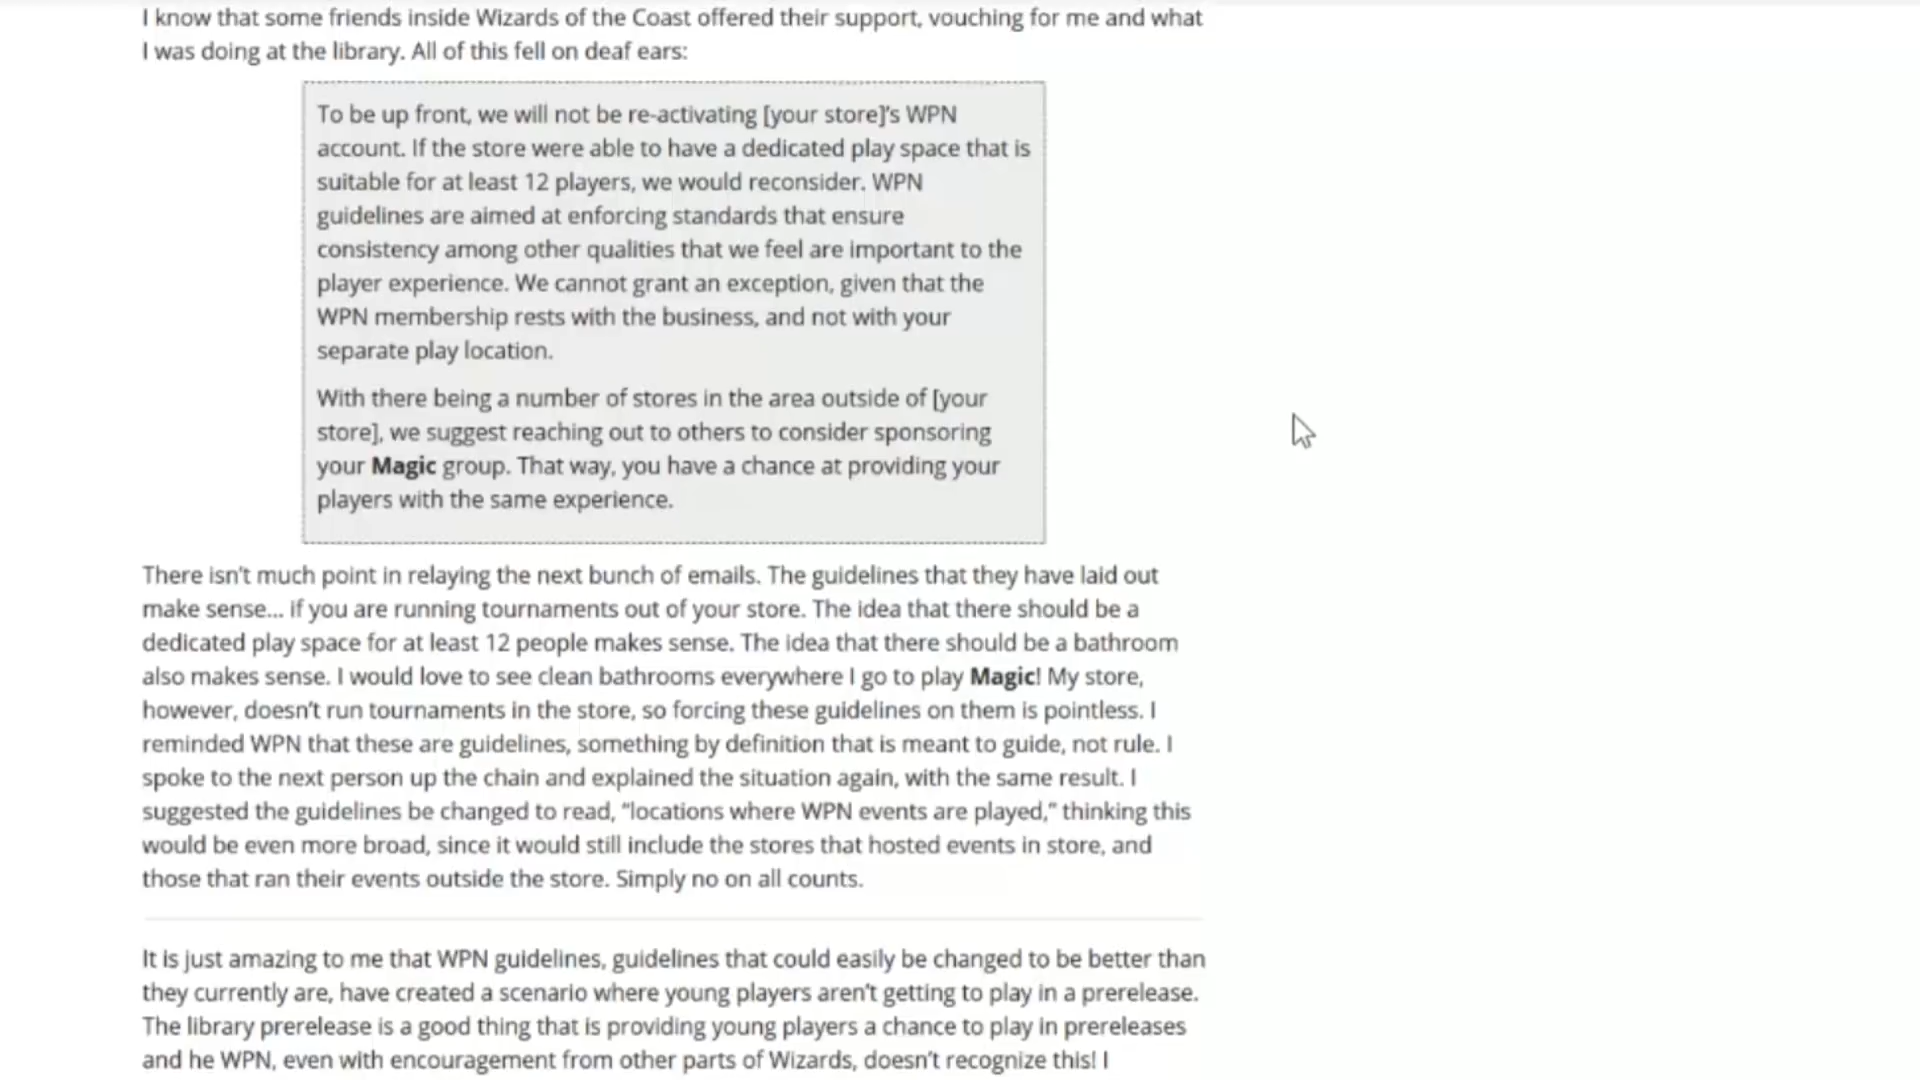 I know that some friends inside Wizards of the Coast offered their support, vouching for me and what
I was doing at the library. All of this fell on deaf ears:
To be up front, we will not be re-activating [your store]'s WPN
account. If the store were able to have a dedicated play space that is
suitable for at least 12 players, we would reconsider. WPN
guidelines are aimed at enforcing standards that ensure
consistency among other qualities that we feel are important to the
player experience. We cannot grant an exception, given that the
WPN membership rests with the business, and not with your
separate play location.
With there being a number of stores in the area outside of [your
store], we suggest reaching out to others to consider sponsoring
your Magic group. That way, you have a chance at providing your
players with the same experience.
There isn't much point in relaying the next bunch of emails. The guidelines that they have laid out
make sense... if you are running tournaments out of your store. The idea that there should be a
dedicated play space for at least 12 people makes sense. The idea that there should be a bathroom
also makes sense. I would love to see clean bathrooms everywhere I go to play Magic! My store,
however, doesn't run tournaments in the store, so forcing these guidelines on them is pointless. I
reminded WPN that these are guidelines, something by definition that is meant to guide, not rule. I
spoke to the next person up the chain and explained the situation again, with the same result. I
suggested the guidelines be changed to read, “locations where WPN events are played,” thinking this
would be even more broad, since it would still include the stores that hosted events in store, and
those that ran their events outside the store. Simply no on all counts.
It is just amazing to me that WPN guidelines, guidelines that could easily be changed to be better than
they currently are, have created a scenario where young players aren't getting to play in a prerelease.
The library prerelease is a good thing that is providing young players a chance to play in prereleases
and he WPN, even with encouragement from other parts of Wizards, doesn't recognize this! I